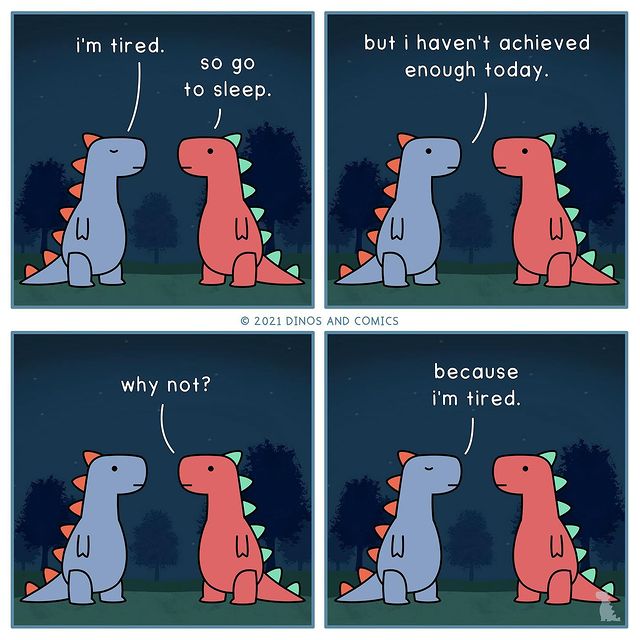 i'm tired.
so go
to sleep.
but i haven't achieved
enough today.
© 2021 DINOS AND COMICS
why not?
because
i'm tired.